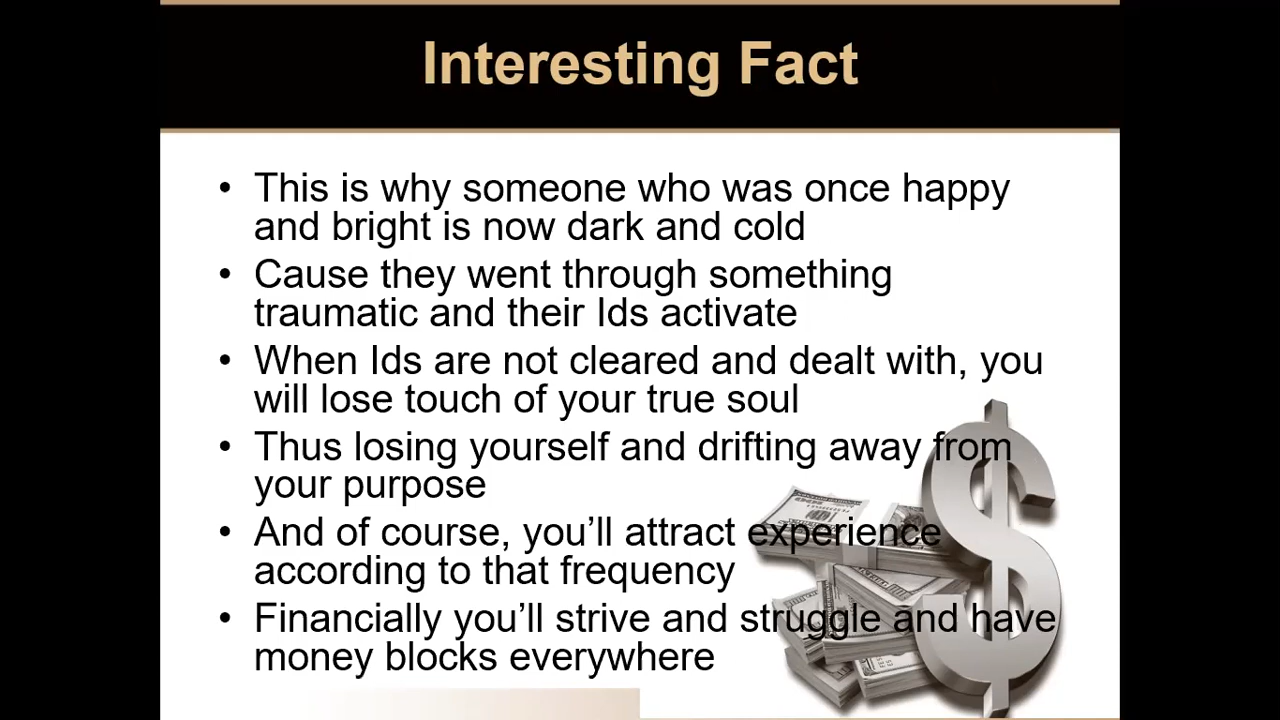 Interesting Fact
• This is why someone who was once happy
and bright is now dark and cold
• Cause they went through something
traumatic and their Ids activate
• When Ids are not cleared and dealt with, you
will lose touch of your true soul
• Thus losing yourself and drifting away from
your purpose
• And of course, you’ll attract experience
according to that frequency
• Financially you’ll strive and struggle and have
money blocks everywhere